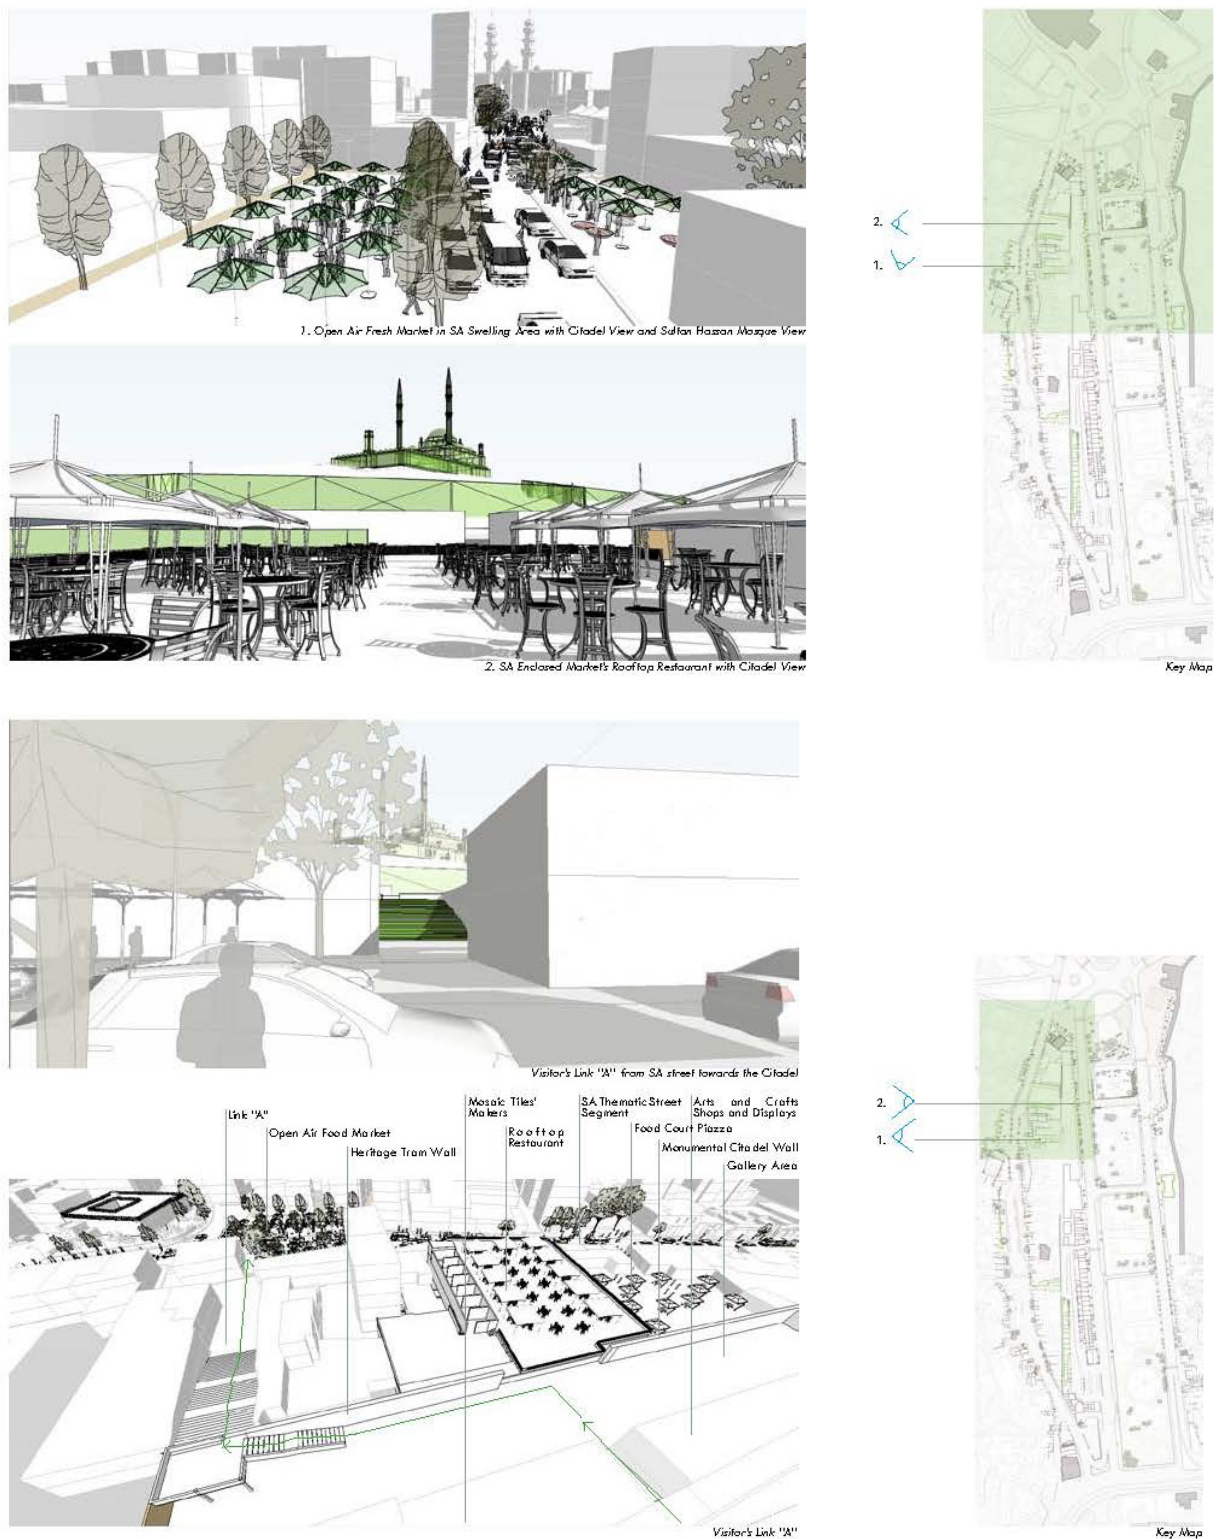 1. Open Air Fresh Market in SA Swelling Area with Citadel View and Sultan Hassan Mosque View
2.
1.
2. SA Enclosed Market's Rooftop Restaurant with Citadel View
Key Map
Visitor's Link "A" from SA street towards the Citadel
Link "A"
Open Air Food Market
Heritage Tram Wall
Mosaic Tiles'
Makers
Rooftop
Restaurant
SA Thematic Street
Segment
Food Court Piazza
Arts and Crafts
Shops and Displays
Monumental Citadel Wall
Gallery Area
2.
1.
Visitor's Link "A"
Key Map